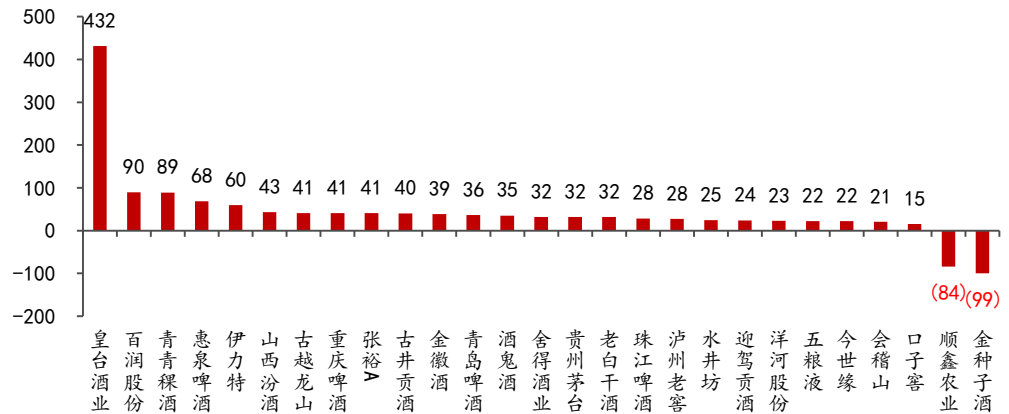 500
400
300
200
100
0
-100
-200
432
90
89
68
60
43
41
41
41
40
39
36
35
32
32
32
28
28
25
24
23
22
22
21
15
(84)
(99)
皇台酒业
百润股份
青青稞酒
惠泉啤酒
伊力特
山西汾酒
古越龙山
重庆啤酒
张裕A
古井贡酒
金徽酒
青岛啤酒
酒鬼酒
舍得酒业
贵州茅台
老白干酒
珠江啤酒
泸州老窖
水井坊
迎驾贡酒
洋河股份
五粮液
今世缘
会稽山
口子窖
顺鑫农业
金种子酒